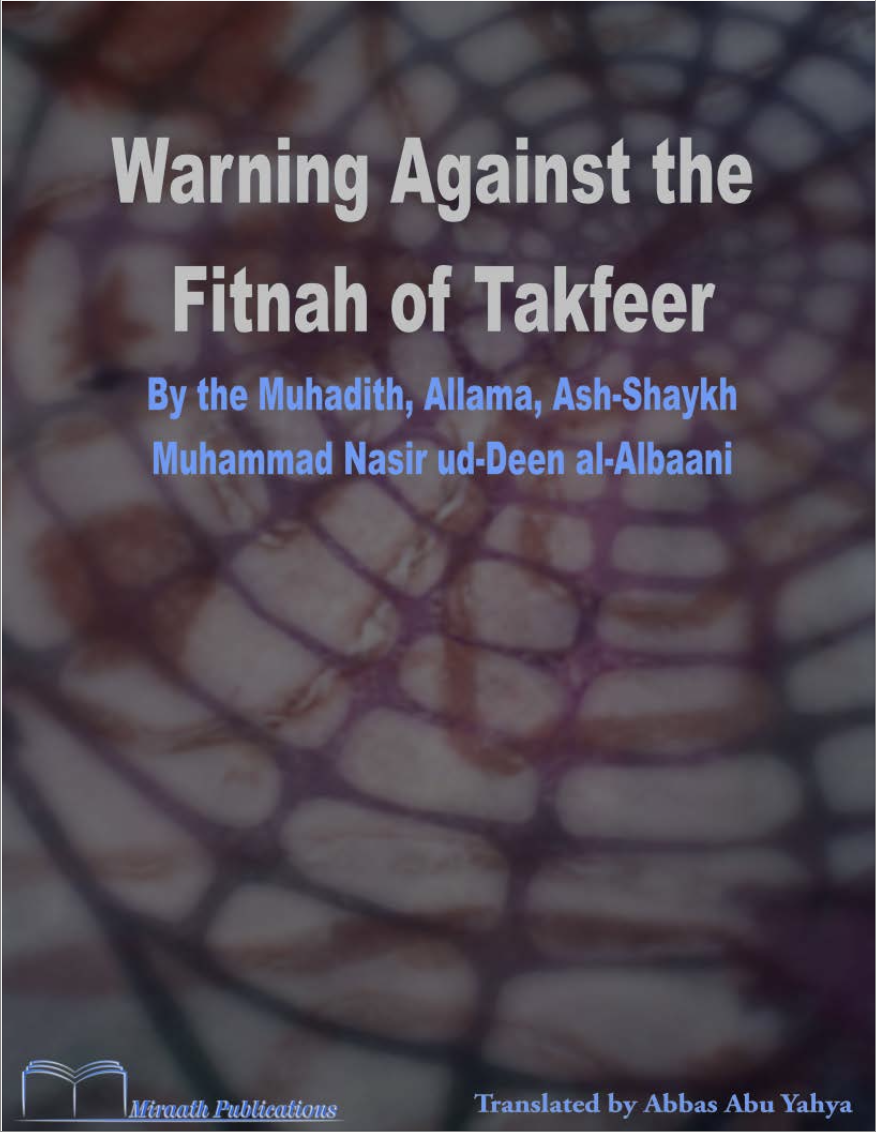 Warning Against the
Fitnah of Takfeer
By the Muhadith, Allama, Ash-Shaykh
Muhammad Nasir ud-Deen al-Albaani
Miraath Publications
Translated by Abbas Abu Yahya